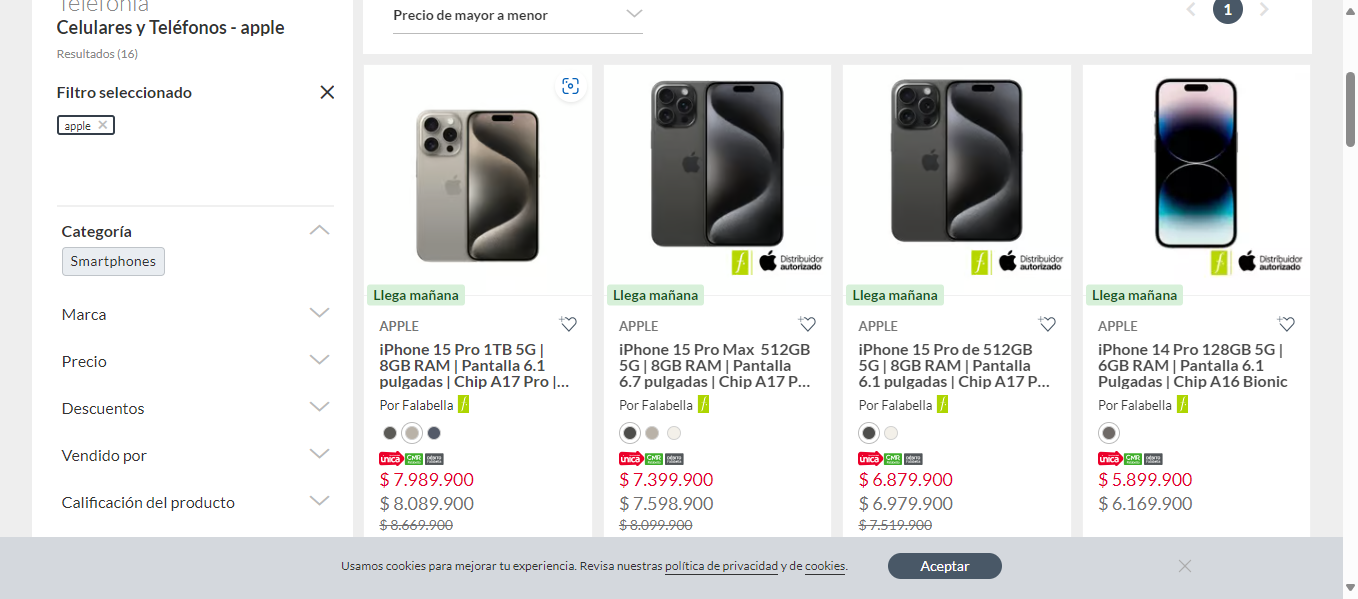 Telefonía
Celulares y Teléfonos - apple
Resultados (16)
Filtro seleccionado
apple
Categoría
Smartphones
Marca
Precio
Descuentos
Vendido por
Calificación del producto
Precio de mayor a menor
1
Llega mañana
APPLE
iPhone 15 Pro 1TB 5G |
8GB RAM | Pantalla 6.1
pulgadas | Chip A17 Pro |...
Por Falabella
única CMR
$ 7.989.900
$ 8.089.900
$ 8.669.900
Distribuidor
autorizado
Llega mañana
APPLE
iPhone 15 Pro Max 512GB
5G | 8GB RAM | Pantalla
6.7 pulgadas | Chip A17 P...
Por Falabella
única CMR
$ 7.399.900
$ 7.598.900
$ 8.099.900
Distribuidor
autorizado
Llega mañana
APPLE
iPhone 15 Pro de 512GB
5G | 8GB RAM | Pantalla
6.1 pulgadas | Chip A17 P...
Por Falabella
única CMR
$ 6.879.900
$ 6.979.900
$ 7.519.900
Distribuidor
autorizado
Llega mañana
APPLE
iPhone 14 Pro 128GB 5G |
6GB RAM | Pantalla 6.1
Pulgadas | Chip A16 Bionic
Por Falabella
única CMR
$ 5.899.900
$ 6.169.900
Usamos cookies para mejorar tu experiencia. Revisa nuestras política de privacidad y de cookies.
Aceptar